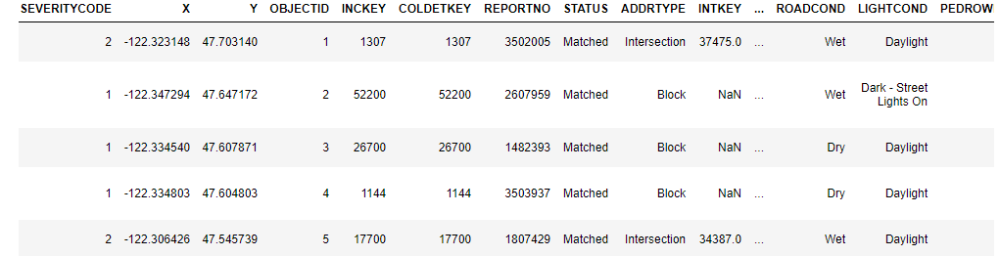 SEVERITYCODE X Y OBJECTID INCKEY COLDETKEY REPORTNO STATUS ADDRTYPE INTKEY ... ROADCOND LIGHTCOND
2 -122.323148 47.703140 1 1307 1307 3502005 Matched Intersection 37475.0 ... Wet Daylight
1 -122.347294 47.647172 2 52200 52200 2607959 Matched Block NaN ... Wet Dark - Street
Lights On
1 -122.334540 47.607871 3 26700 26700 1482393 Matched Block NaN ... Dry Daylight
1 -122.334803 47.604803 4 1144 1144 3503937 Matched Block NaN ... Dry Daylight
2 -122.306426 47.545739 5 17700 17700 1807429 Matched Intersection 34387.0 ... Wet Daylight